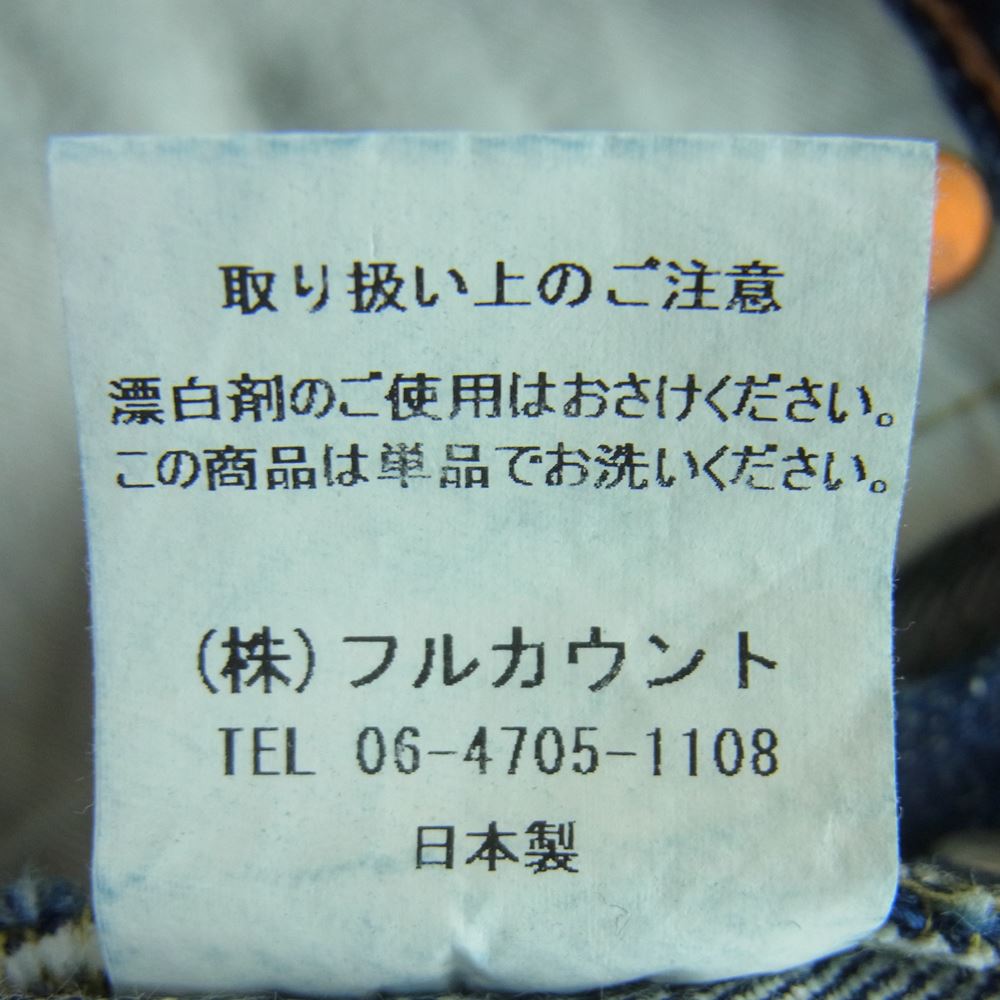 取り扱い上のご注意
漂白剤のご使用はおさけください。
この商品は単品でお洗いください。
(株)フルカウント
TEL 06-4705-1108
日本製